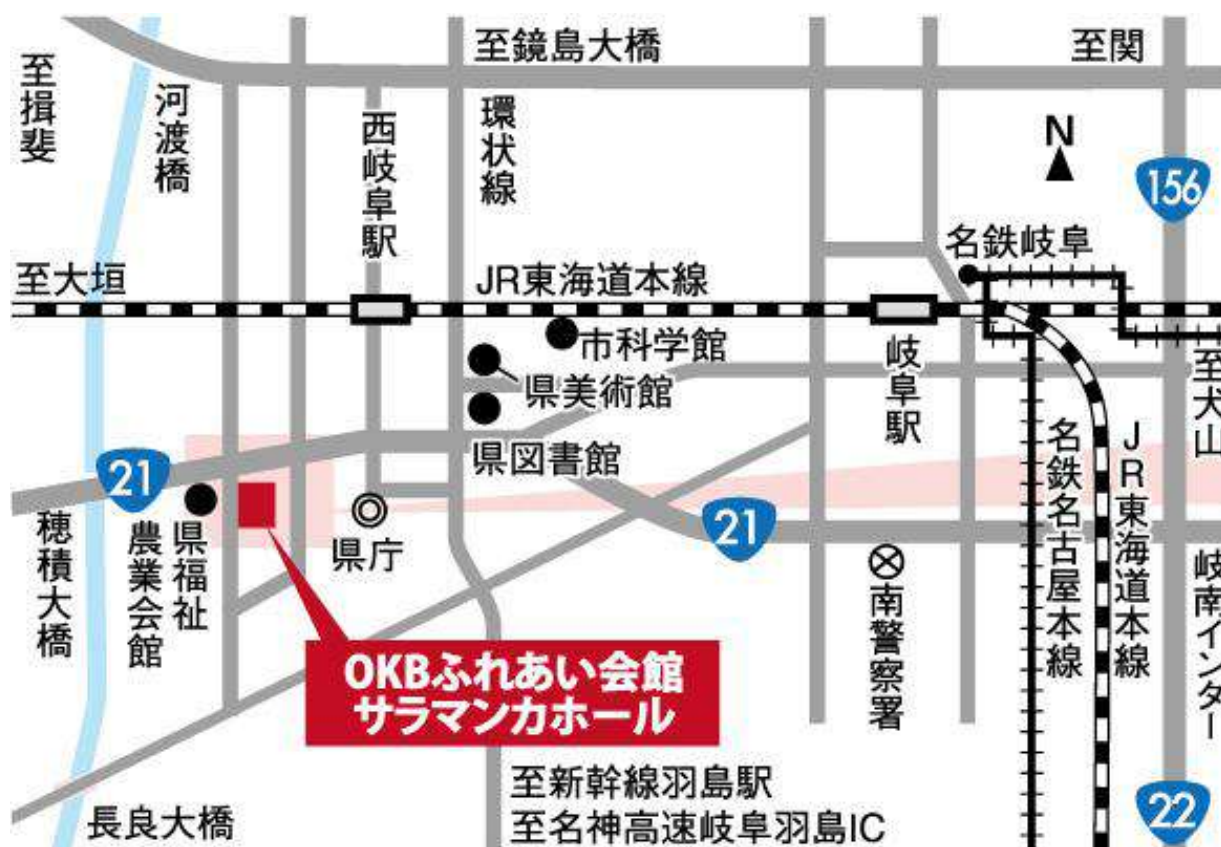 至鏡島大橋
至関
至揖斐
河渡橋
西岐阜駅
環状線
N
156
名鉄岐阜
至大垣
JR東海道本線
市科学館
県美術館
県図書館
岐阜駅
至犬山
21
穂積大橋
県福祉
農業会館
県庁
21
南警察署
名鉄名古屋本線
JR東海道本線
岐南インター
OKBふれあい会館
サラマンカホール
長良大橋
至新幹線羽島駅
至名神高速岐阜羽島IC
22